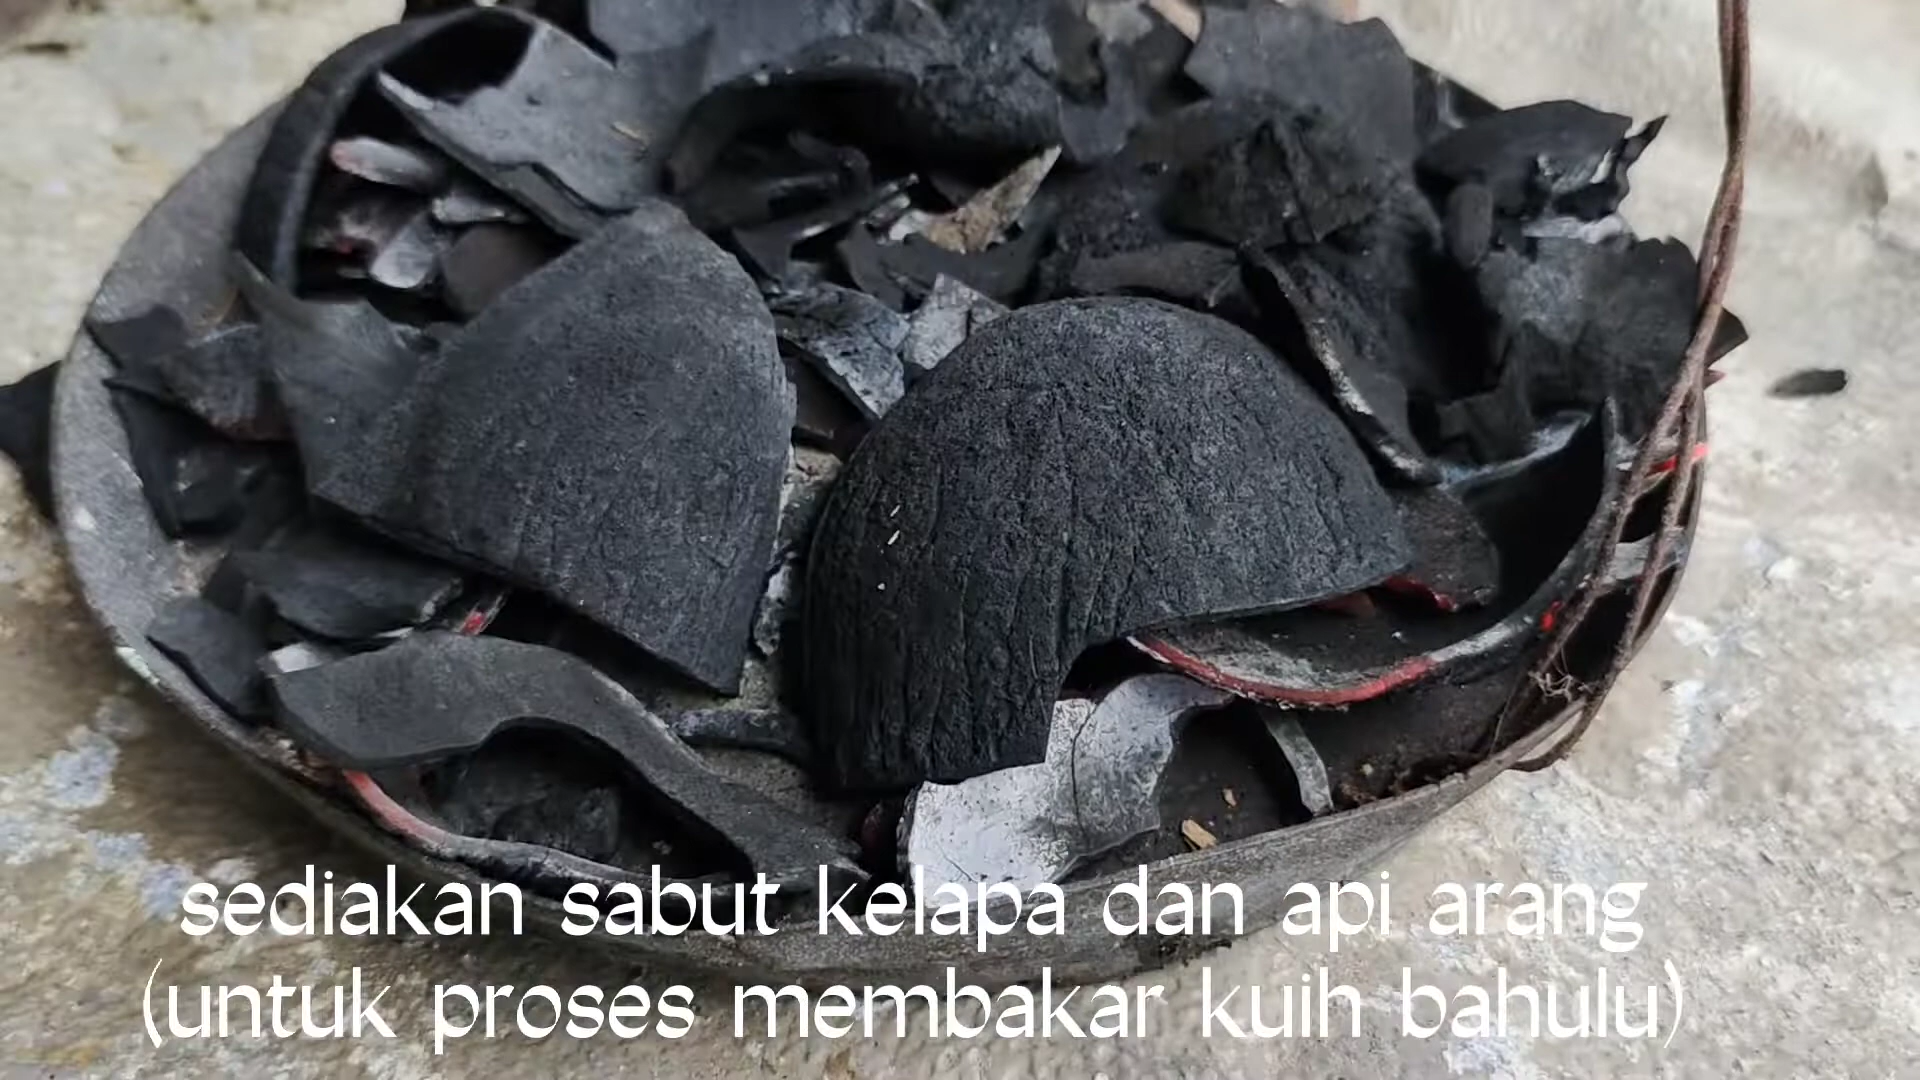 sediakan sabut kelapa dan api arang
(untuk proses membakar kuih bahulu)